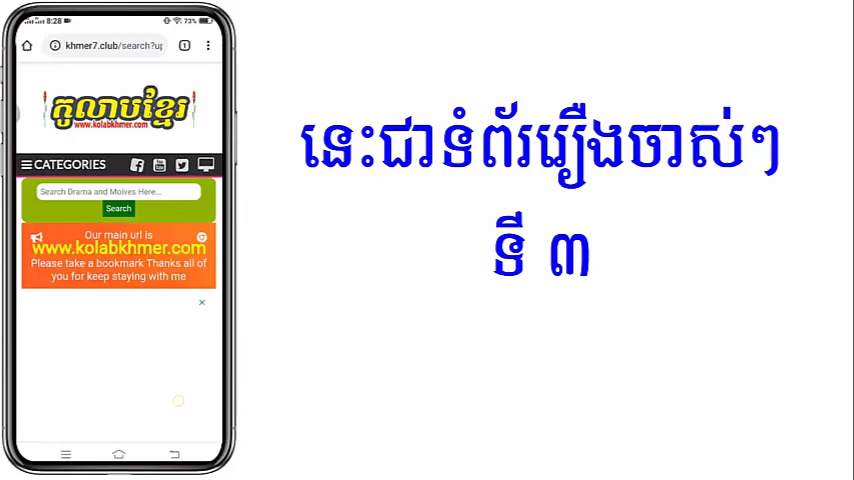 8:28
73%
khmer7.club/search?up
1
កូលាបខ្មែរ
www.kolabkhmer.com
CATEGORIES
Search Drama and Moives Here...
Search
Our main url is
www.kolabkhmer.com
Please take a bookmark Thanks all of
you for keep staying with me
នេះជាទំព័ររឿងចាស់ៗ
ទី ៣